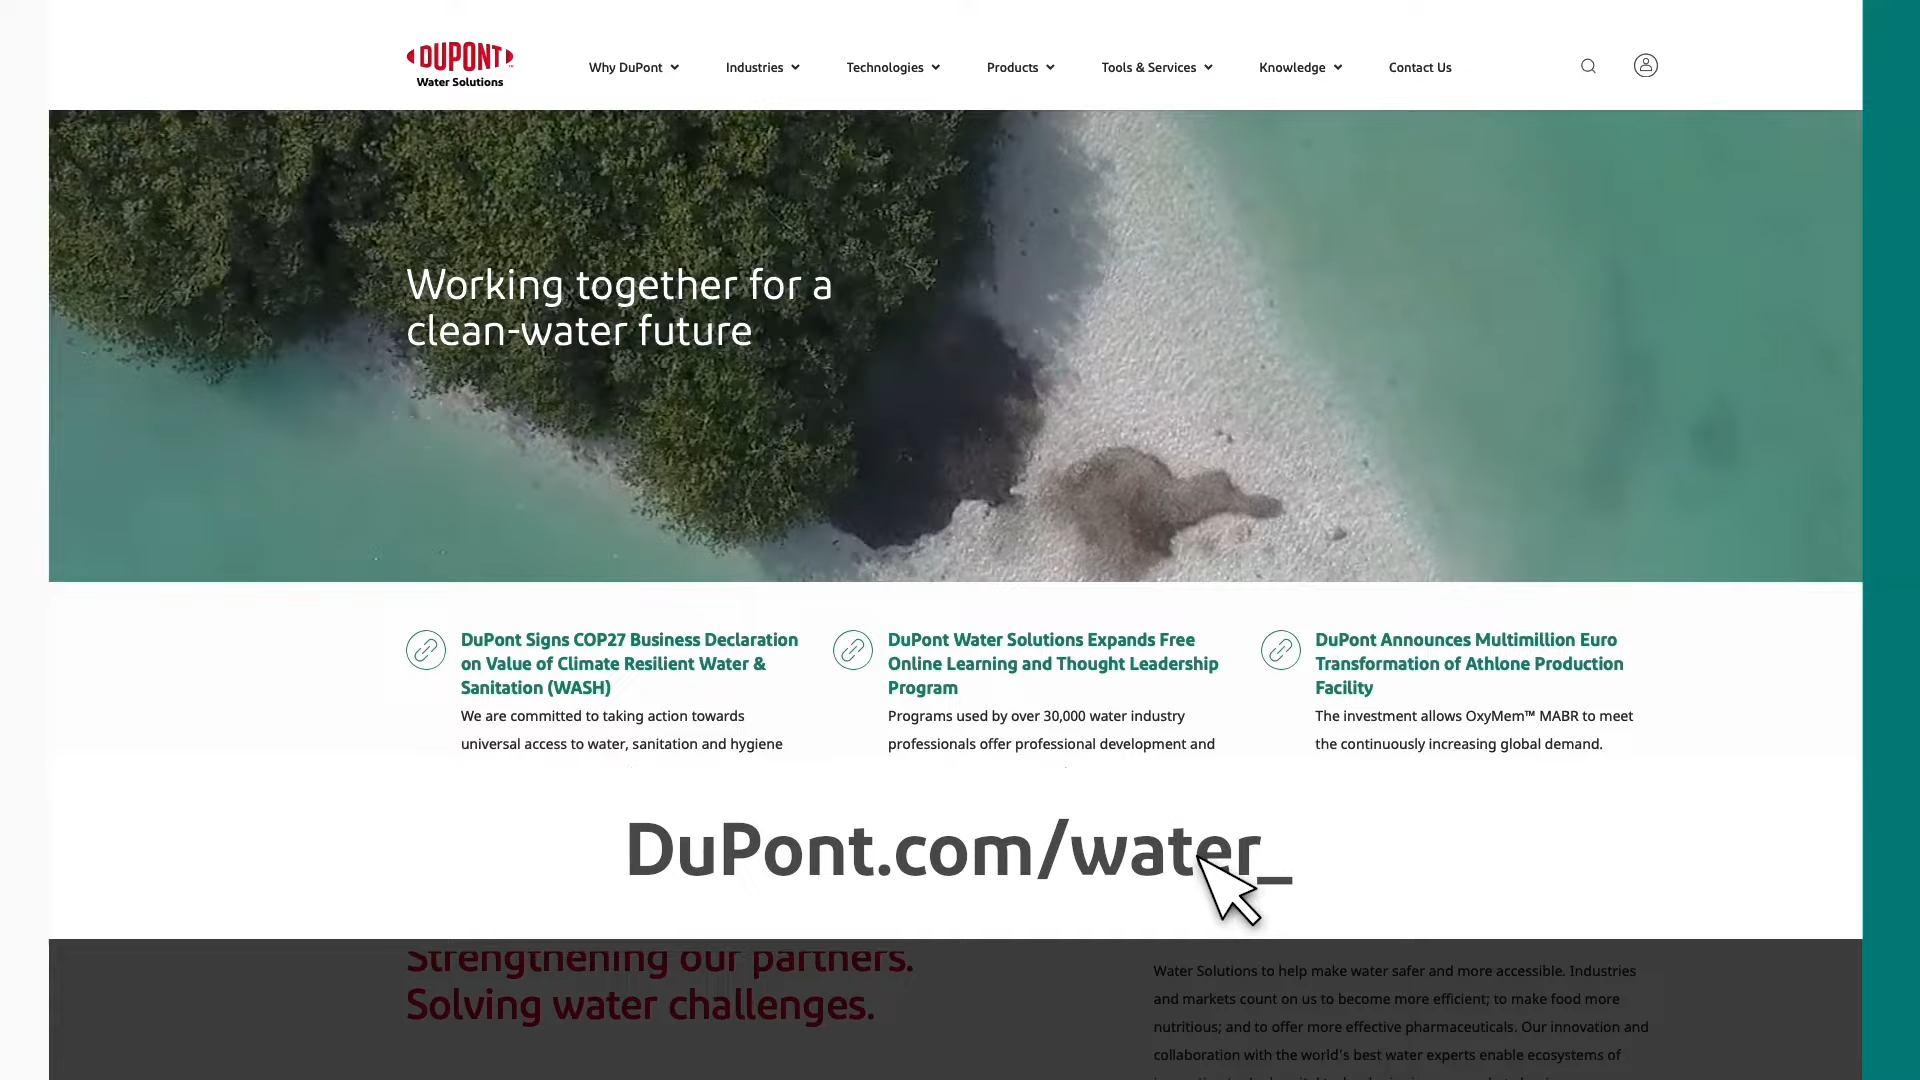 DUPONT
Water Solutions
Why DuPont
Industries
Technologies
Products
Tools & Services
Knowledge
Contact Us
Working together for a
clean-water future
DuPont Signs COP27 Business Declaration
on Value of Climate Resilient Water &
Sanitation (WASH)
We are committed to taking action towards
universal access to water, sanitation and hygiene
DuPont Water Solutions Expands Free
Online Learning and Thought Leadership
Program
Programs used by over 30,000 water industry
professionals offer professional development and
DuPont Announces Multimillion Euro
Transformation of Athlone Production
Facility
The investment allows OxyMem™ MABR to meet
the continuously increasing global demand.
DuPont.com/water_
Strengthening our partners.
Solving water challenges.
Water Solutions to help make water safer and more accessible. Industries
and markets count on us to become more efficient; to make food more
nutritious; and to offer more effective pharmaceuticals. Our innovation and
collaboration with the world's best water experts enable ecosystems of